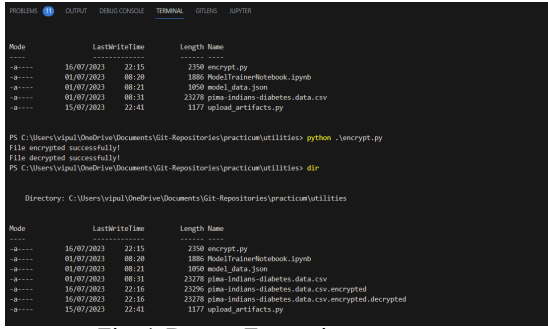 PROBLEMS 11 OUTPUT DEBUG CONSOLE TERMINAL GITLENS JUPYTER
Mode LastWriteTime Length Name
---- ------------- ------ ----
-a---- 16/07/2023 22:15 2350 encrypt.py
-a---- 01/07/2023 08:20 1886 ModelTrainerNotebook.ipynb
-a---- 01/07/2023 08:21 1050 model_data.json
-a---- 01/07/2023 08:31 23278 pima-indians-diabetes.data.csv
-a---- 15/07/2023 22:41 1177 upload_artifacts.py
PS C:\Users\vipul\OneDrive\Documents\Git-Repositories\practicum\utilities> python .\encrypt.py
File encrypted successfully!
File decrypted successfully!
PS C:\Users\vipul\OneDrive\Documents\Git-Repositories\practicum\utilities> dir
Directory: C:\Users\vipul\OneDrive\Documents\Git-Repositories\practicum\utilities
Mode LastWriteTime Length Name
---- ------------- ------ ----
-a---- 16/07/2023 22:15 2350 encrypt.py
-a---- 01/07/2023 08:20 1886 ModelTrainerNotebook.ipynb
-a---- 01/07/2023 08:21 1050 model_data.json
-a---- 01/07/2023 08:31 23278 pima-indians-diabetes.data.csv
-a---- 16/07/2023 22:16 23296 pima-indians-diabetes.data.csv.encrypted
-a---- 16/07/2023 22:16 23278 pima-indians-diabetes.data.csv.encrypted.decrypted
-a---- 15/07/2023 22:41 1177 upload_artifacts.py